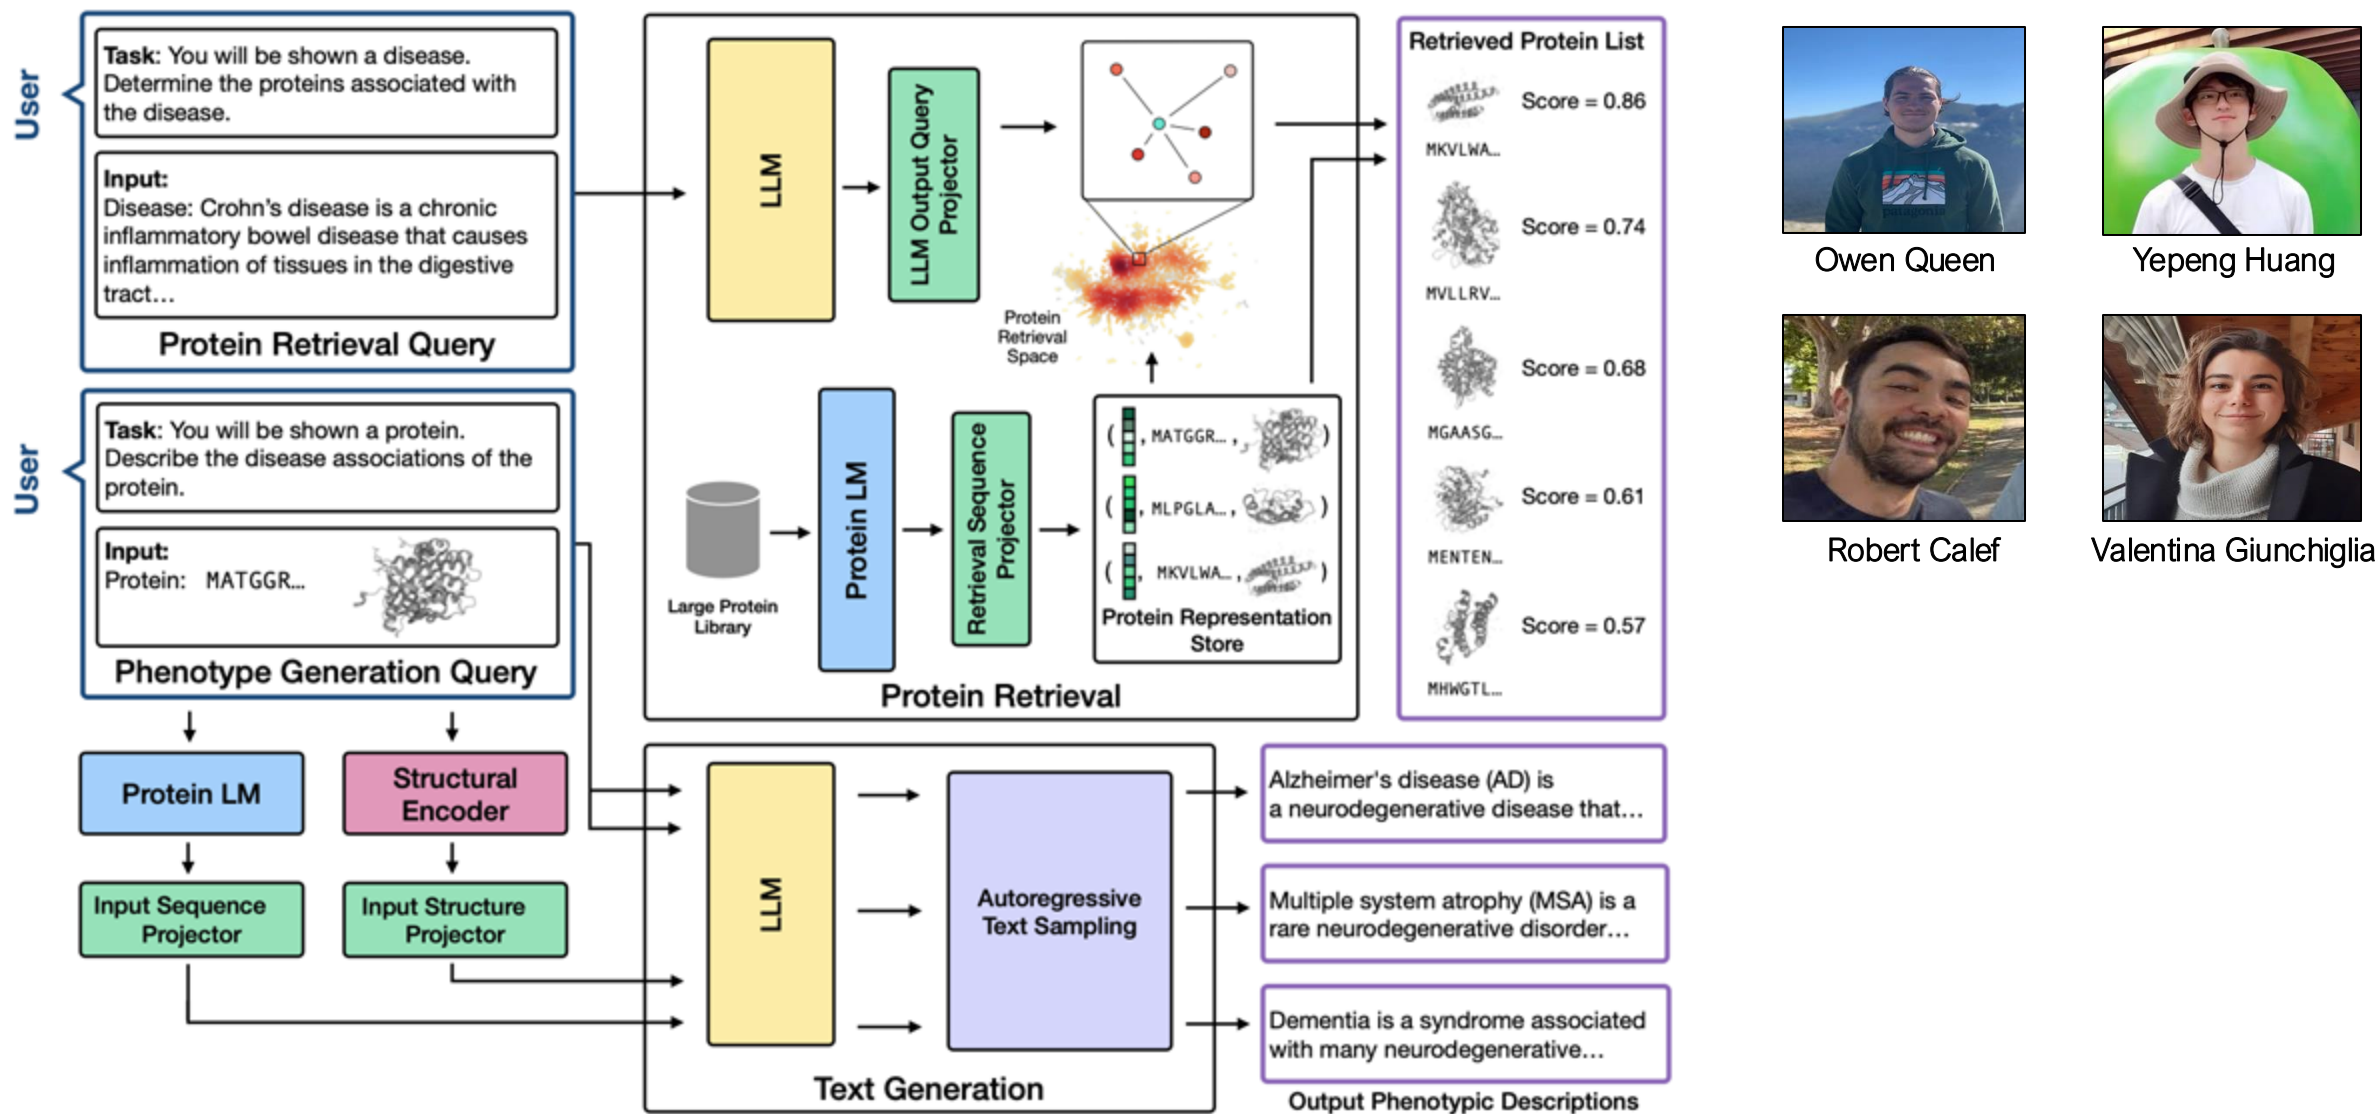 User
Task: You will be shown a disease.
Determine the proteins associated with
the disease.
Input:
Disease: Crohn's disease is a chronic
inflammatory bowel disease that causes
inflammation of tissues in the digestive
tract...
Protein Retrieval Query
User
Task: You will be shown a protein.
Describe the disease associations of the
protein.
Input:
Protein: MATGGR...
Phenotype Generation Query
Protein LM
Structural
Encoder
Input Sequence
Projector
Input Structure
Projector
LLM
LLM Output Query
Projector
Protein
Retrieval
Space
Large Protein
Library
Protein LM
Retrieval Sequence
Projector
( , MATGGR..., )
( , MLPGLA..., )
( , MKVLWA..., )
Protein Representation
Store
Protein Retrieval
Retrieved Protein List
Score = 0.86
MKVLWA...
Score = 0.74
MVLLRV...
Score = 0.68
MGAASG...
Score = 0.61
MENTEN...
Score = 0.57
MHWGTL...
LLM
Autoregressive
Text Sampling
Text Generation
Alzheimer's disease (AD) is
a neurodegenerative disease that...
Multiple system atrophy (MSA) is a
rare neurodegenerative disorder...
Dementia is a syndrome associated
with many neurodegenerative...
Output Phenotypic Descriptions
patagonia
Owen Queen
Yepeng Huang
Robert Calef
Valentina Giunchiglia